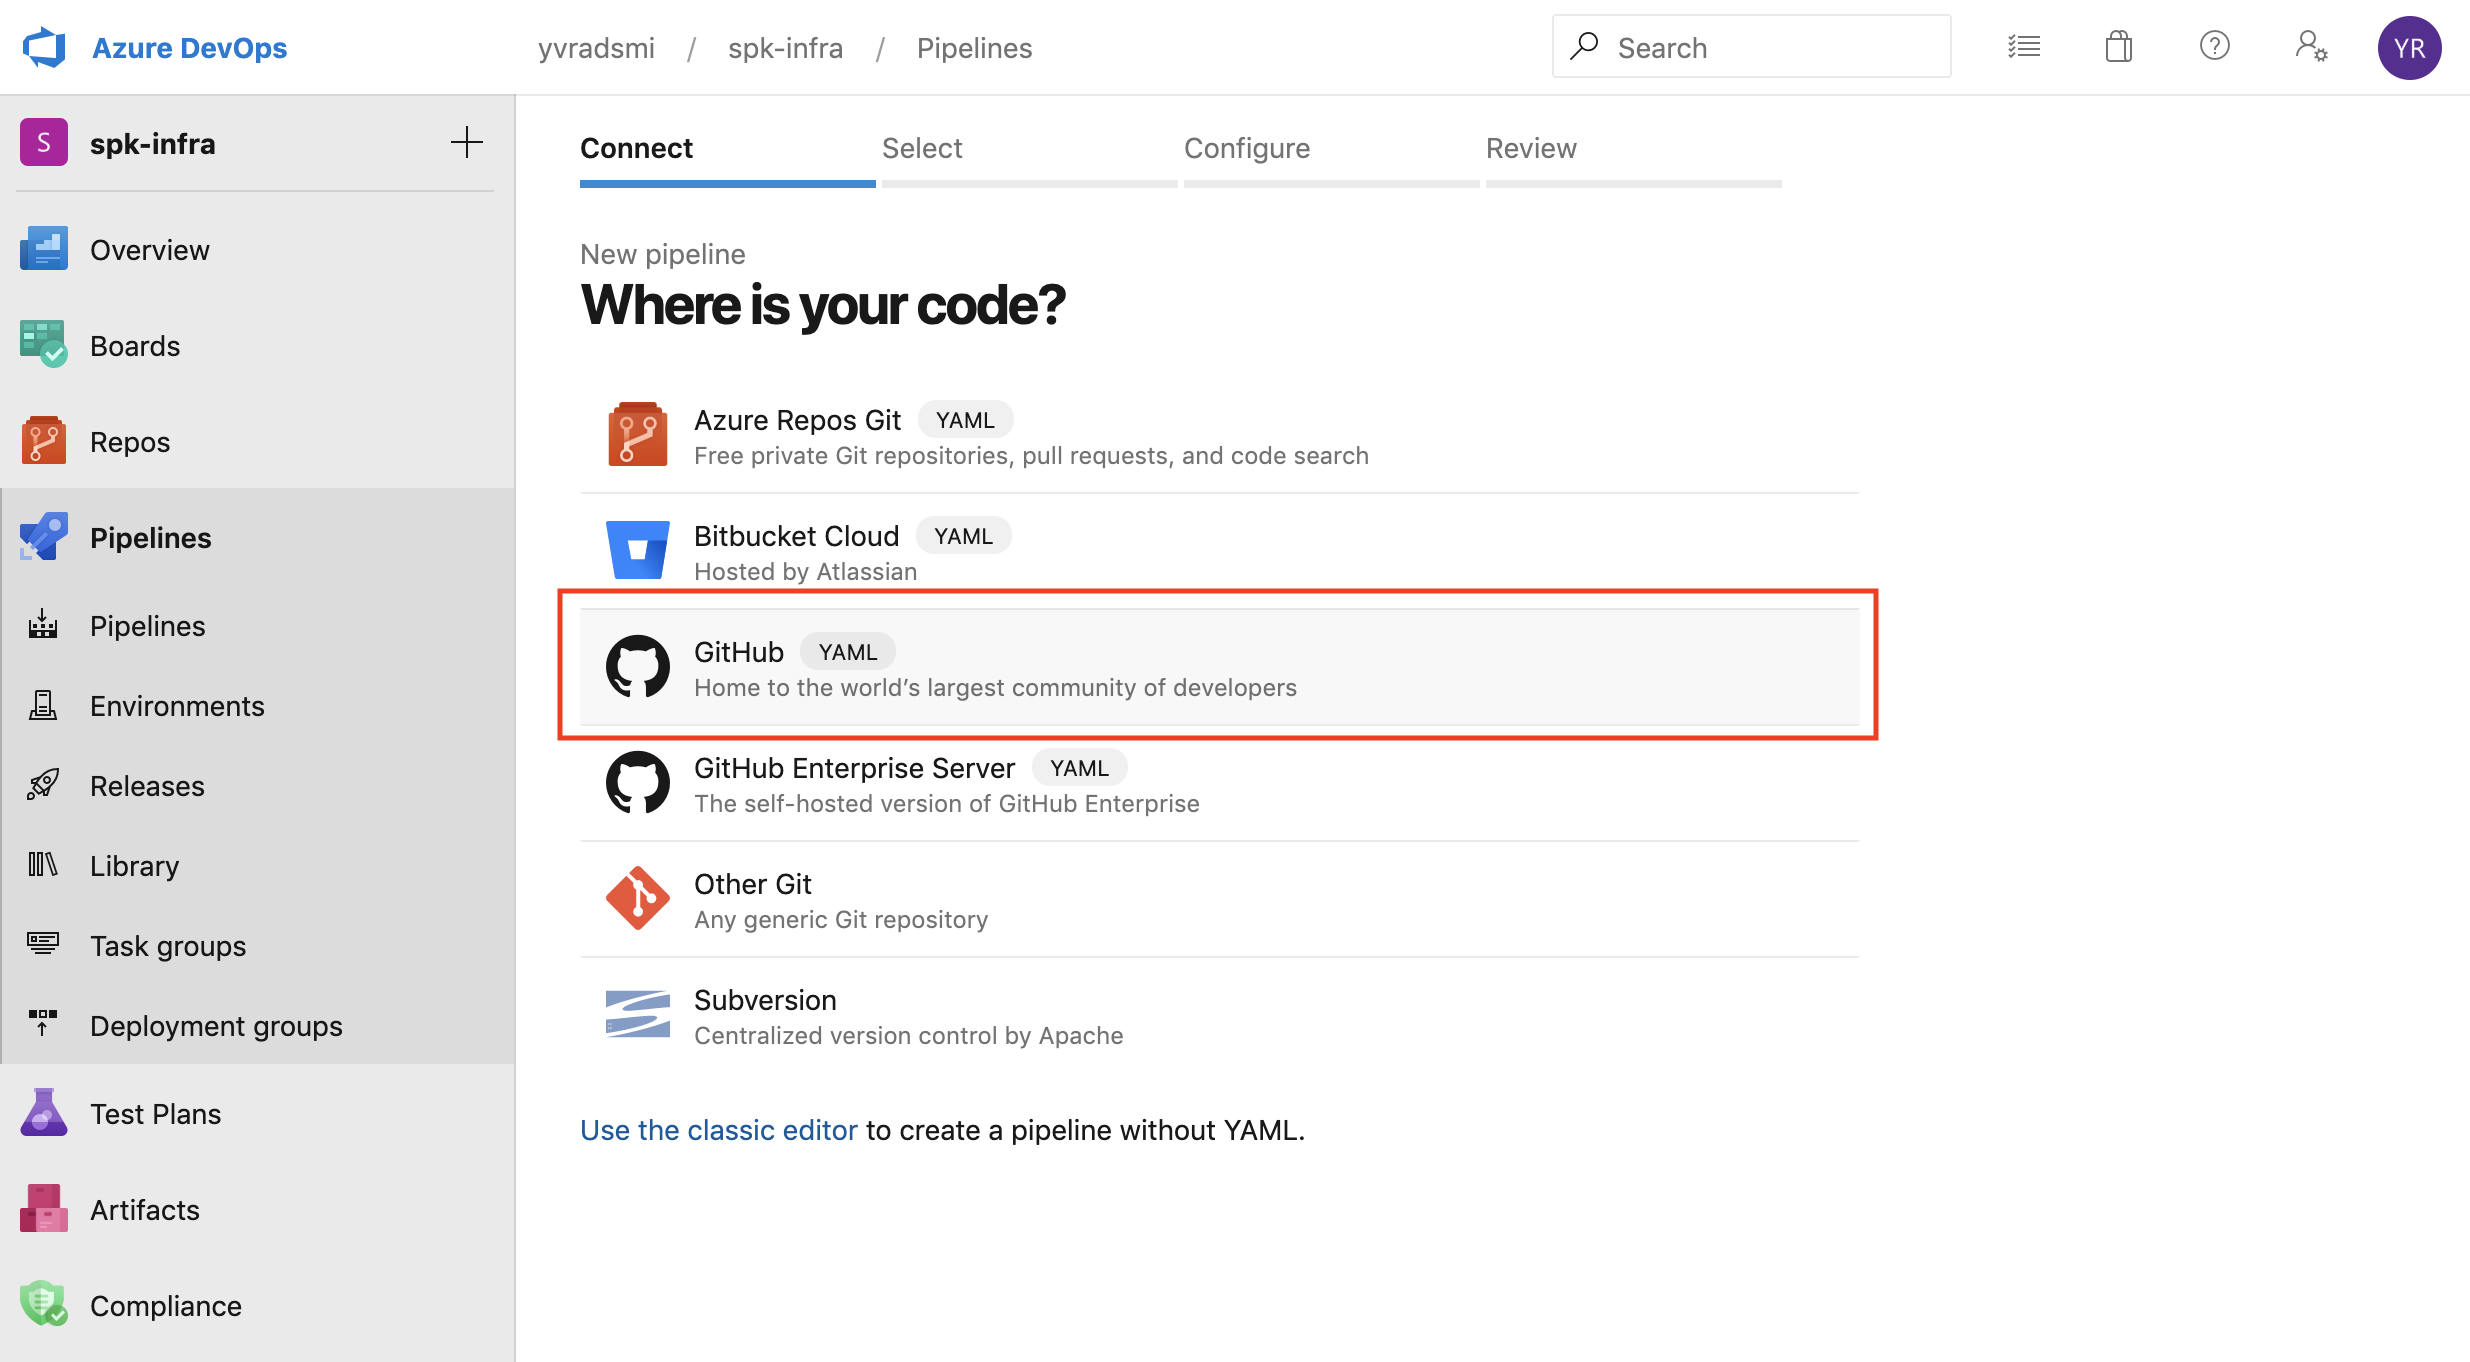 Azure DevOps
yvradsmi / spk-infra / Pipelines
Search
YR
S
spk-infra
Overview
Boards
Repos
Pipelines
Pipelines
Environments
Releases
Library
Task groups
Deployment groups
Test Plans
Artifacts
Compliance
Connect
Select
Configure
Review
New pipeline
Where is your code?
Azure Repos Git YAML
Free private Git repositories, pull requests, and code search
Bitbucket Cloud YAML
Hosted by Atlassian
GitHub YAML
Home to the world’s largest community of developers
GitHub Enterprise Server YAML
The self-hosted version of GitHub Enterprise
Other Git
Any generic Git repository
Subversion
Centralized version control by Apache
Use the classic editor to create a pipeline without YAML.